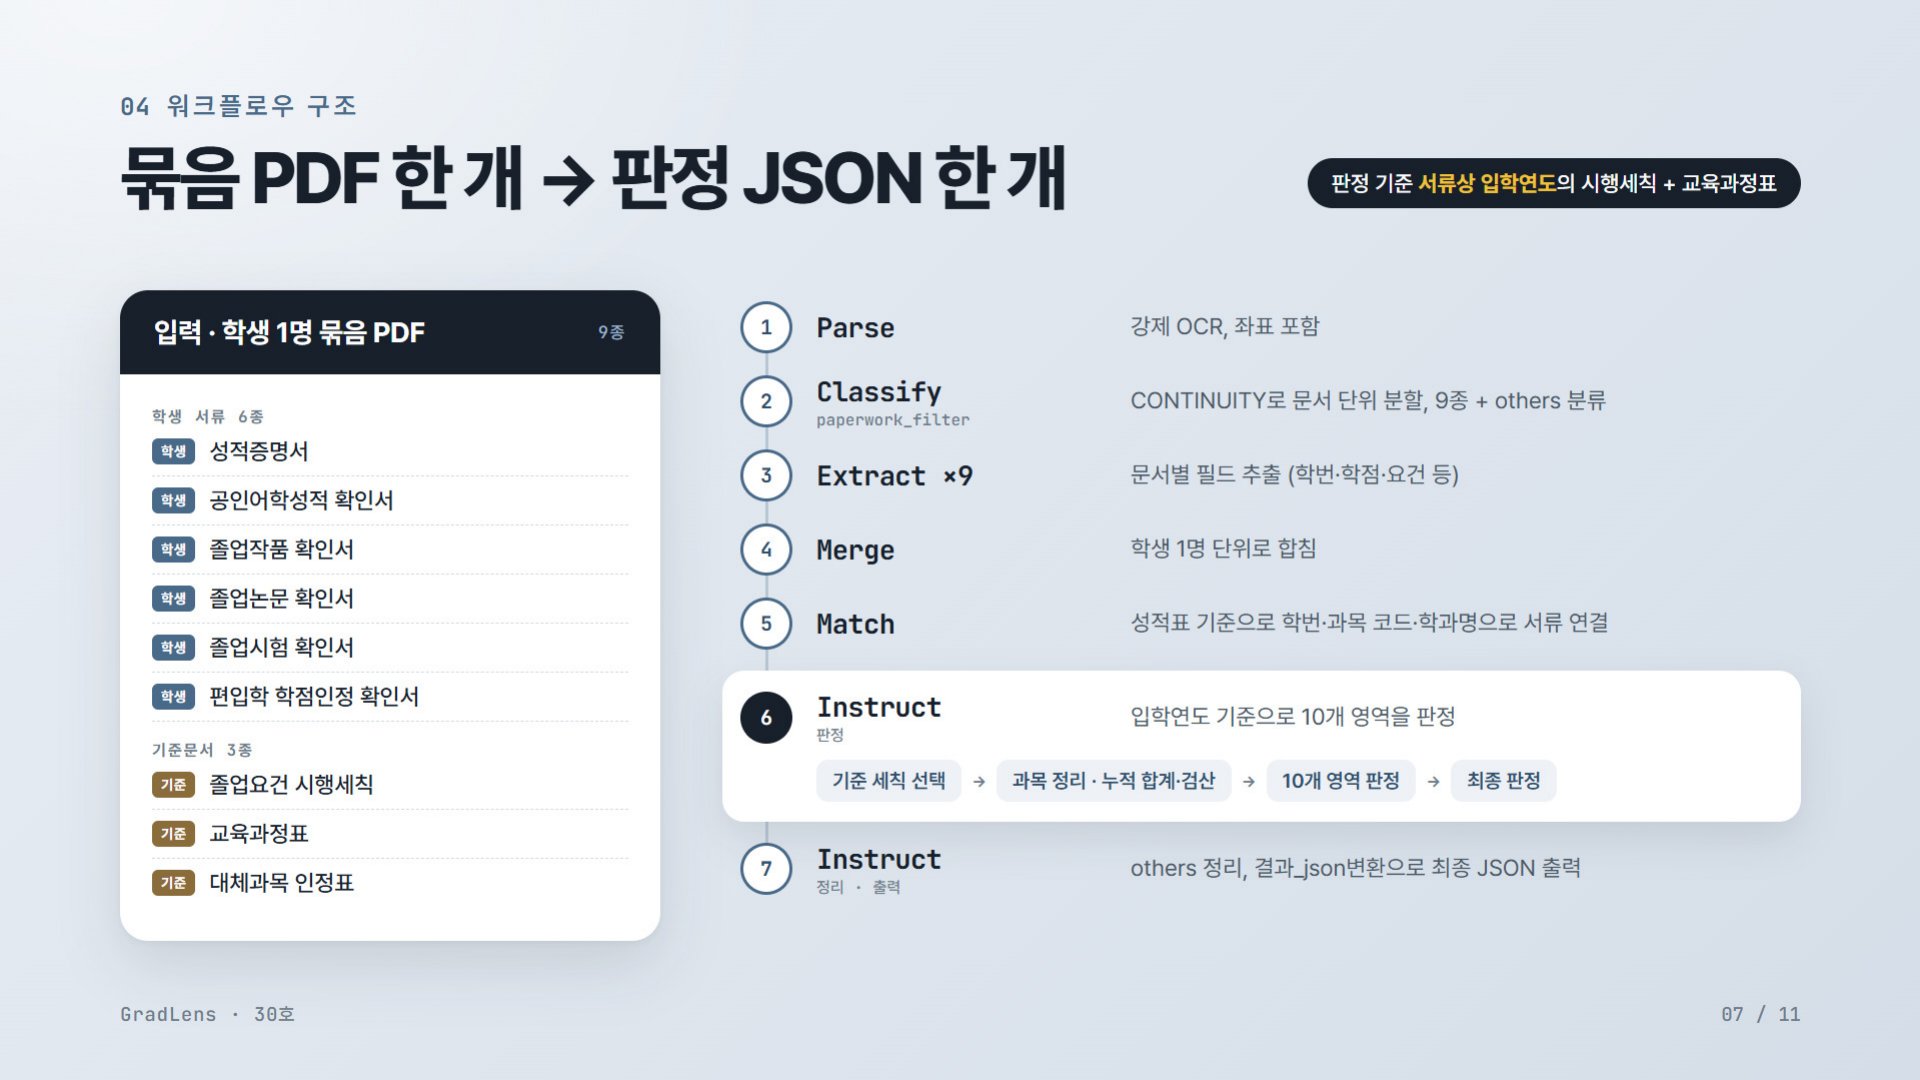 04 워크플로우 구조
묶음 PDF 한 개 → 판정 JSON 한 개
판정 기준 서류상 입학연도의 시행세칙 + 교육과정표
입력 · 학생 1명 묶음 PDF 9종
학생 서류 6종
학생 성적증명서
학생 공인어학성적 확인서
학생 졸업작품 확인서
학생 졸업논문 확인서
학생 졸업시험 확인서
학생 편입학 학점인정 확인서
기준문서 3종
기준 졸업요건 시행세칙
기준 교육과정표
기준 대체과목 인정표
1 Parse 강제 OCR, 좌표 포함
2 Classify CONTINUITY로 문서 단위 분할, 9종 + others 분류
paperwork_filter
3 Extract ×9 문서별 필드 추출 (학번·학점·요건 등)
4 Merge 학생 1명 단위로 합침
5 Match 성적표 기준으로 학번·과목 코드·학과명으로 서류 연결
6 Instruct 입학연도 기준으로 10개 영역을 판정
판정
기준 세칙 선택 → 과목 정리 · 누적 합계·검산 → 10개 영역 판정 → 최종 판정
7 Instruct others 정리, 결과_json변환으로 최종 JSON 출력
정리 · 출력
GradLens · 30호
07 / 11